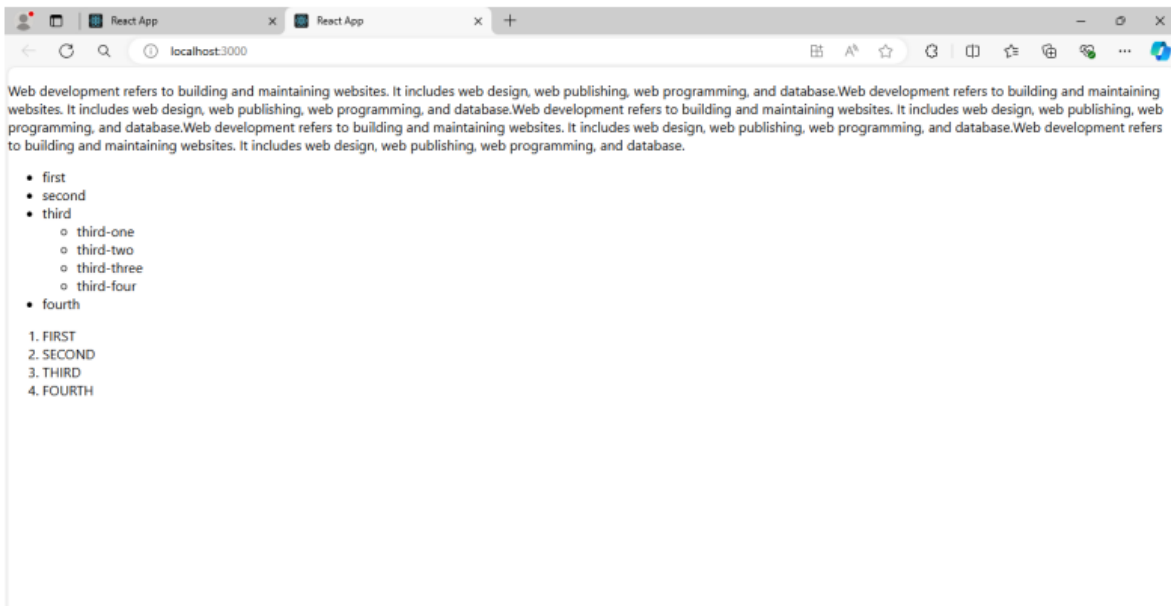 React App
React App
localhost:3000
Web development refers to building and maintaining websites. It includes web design, web publishing, web programming, and database.Web development refers to building and maintaining
websites. It includes web design, web publishing, web programming, and database.Web development refers to building and maintaining websites. It includes web design, web publishing, web
programming, and database.Web development refers to building and maintaining websites. It includes web design, web publishing, web programming, and database.Web development refers
to building and maintaining websites. It includes web design, web publishing, web programming, and database.
• first
• second
• third
◦ third-one
◦ third-two
◦ third-three
◦ third-four
• fourth
1. FIRST
2. SECOND
3. THIRD
4. FOURTH